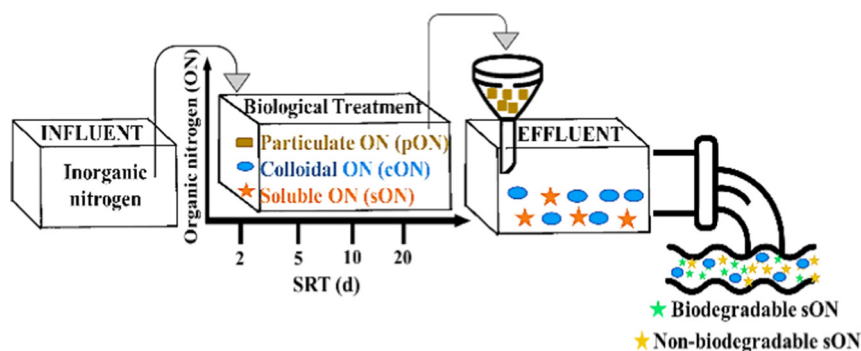 INFLUENT
Inorganic
nitrogen
Organic nitrogen (ON)
Biological Treatment
Particulate ON (pON)
Colloidal ON (cON)
Soluble ON (sON)
2 5 10 20
SRT (d)
EFFLUENT
Biodegradable sON
Non-biodegradable sON